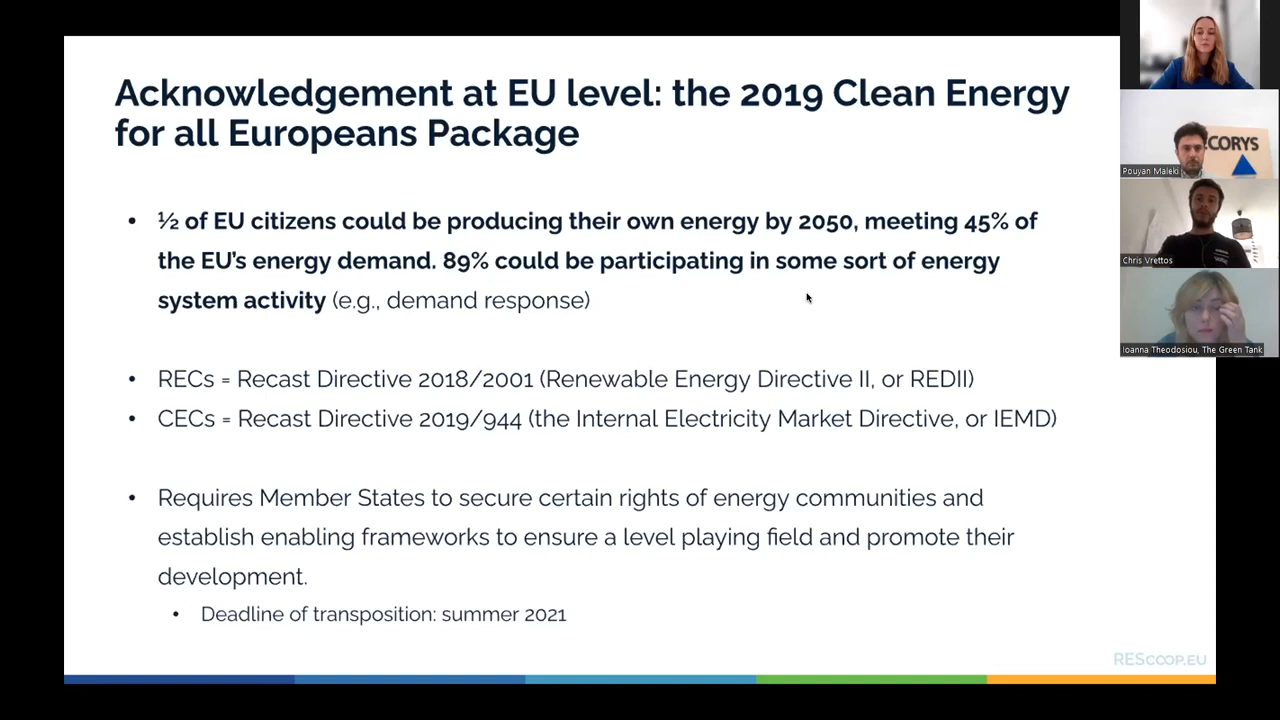 Acknowledgement at EU level: the 2019 Clean Energy
for all Europeans Package
• ½ of EU citizens could be producing their own energy by 2050, meeting 45% of
the EU's energy demand. 89% could be participating in some sort of energy
system activity (e.g., demand response)
• RECs = Recast Directive 2018/2001 (Renewable Energy Directive II, or REDII)
• CECs = Recast Directive 2019/944 (the Internal Electricity Market Directive, or IEMD)
• Requires Member States to secure certain rights of energy communities and
establish enabling frameworks to ensure a level playing field and promote their
development.
• Deadline of transposition: summer 2021
REScoop.eu
CORYS
Pouyan Maleki
Chris Vrettos
Ioanna Theodosiou, The Green Tank